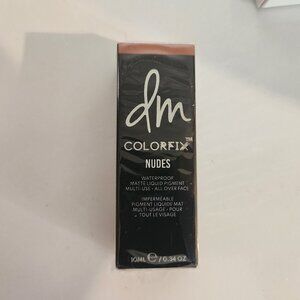 dm
COLORFIX™
NUDES
WATERPROOF
MATTE LIQUID PIGMENT
MULTI-USE • ALL OVER FACE
IMPERMÉABLE
PIGMENT LIQUIDE MAT
MULTI-USAGE • POUR
TOUT LE VISAGE
10ML ℮ / 0.34 OZ